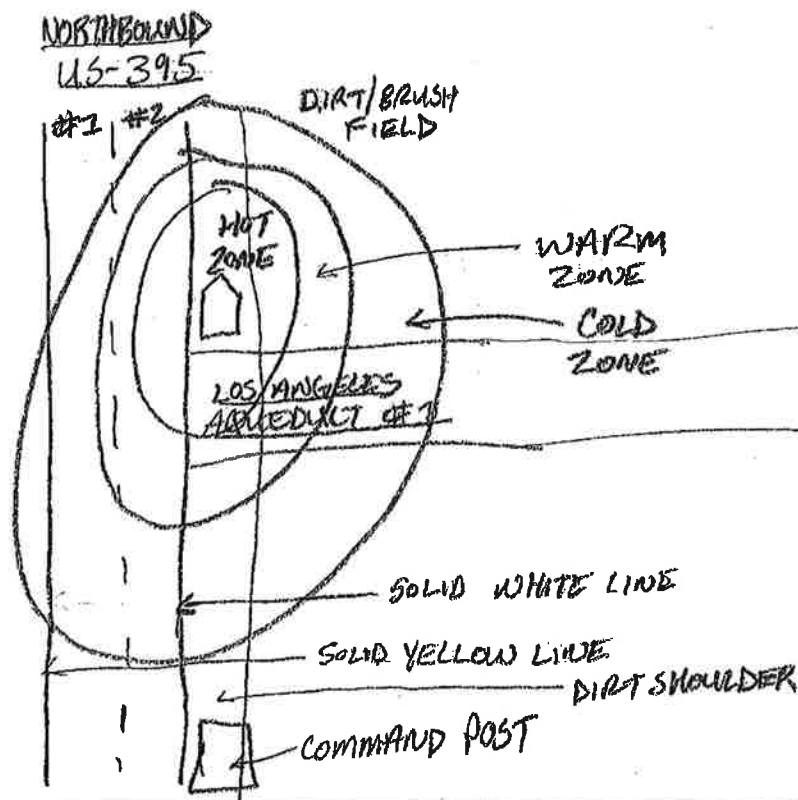 NORTHBOUND
US-395
#1 #2
DIRT/BRUSH
FIELD
HOT
ZONE
WARM
ZONE
COLD
ZONE
LOS ANGELES
AQUEDUCT #1
SOLID WHITE LINE
SOLID YELLOW LINE
DIRT SHOULDER
COMMAND POST